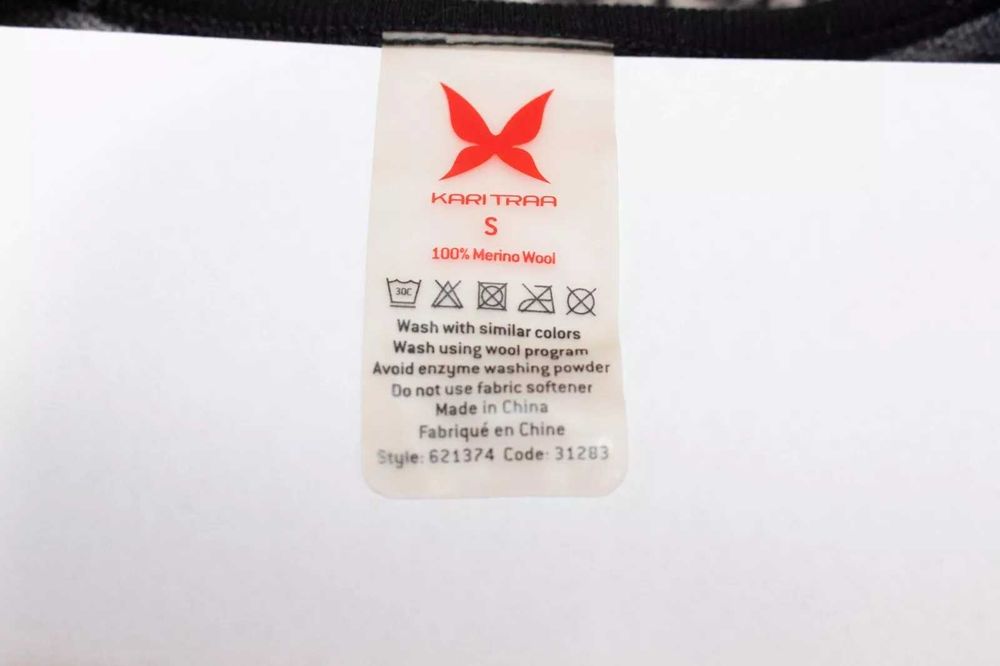 KARI TRAA
S
100% Merino Wool
30C
Wash with similar colors
Wash using wool program
Avoid enzyme washing powder
Do not use fabric softener
Made in China
Fabriqué en Chine
Style: 621374 Code: 31283